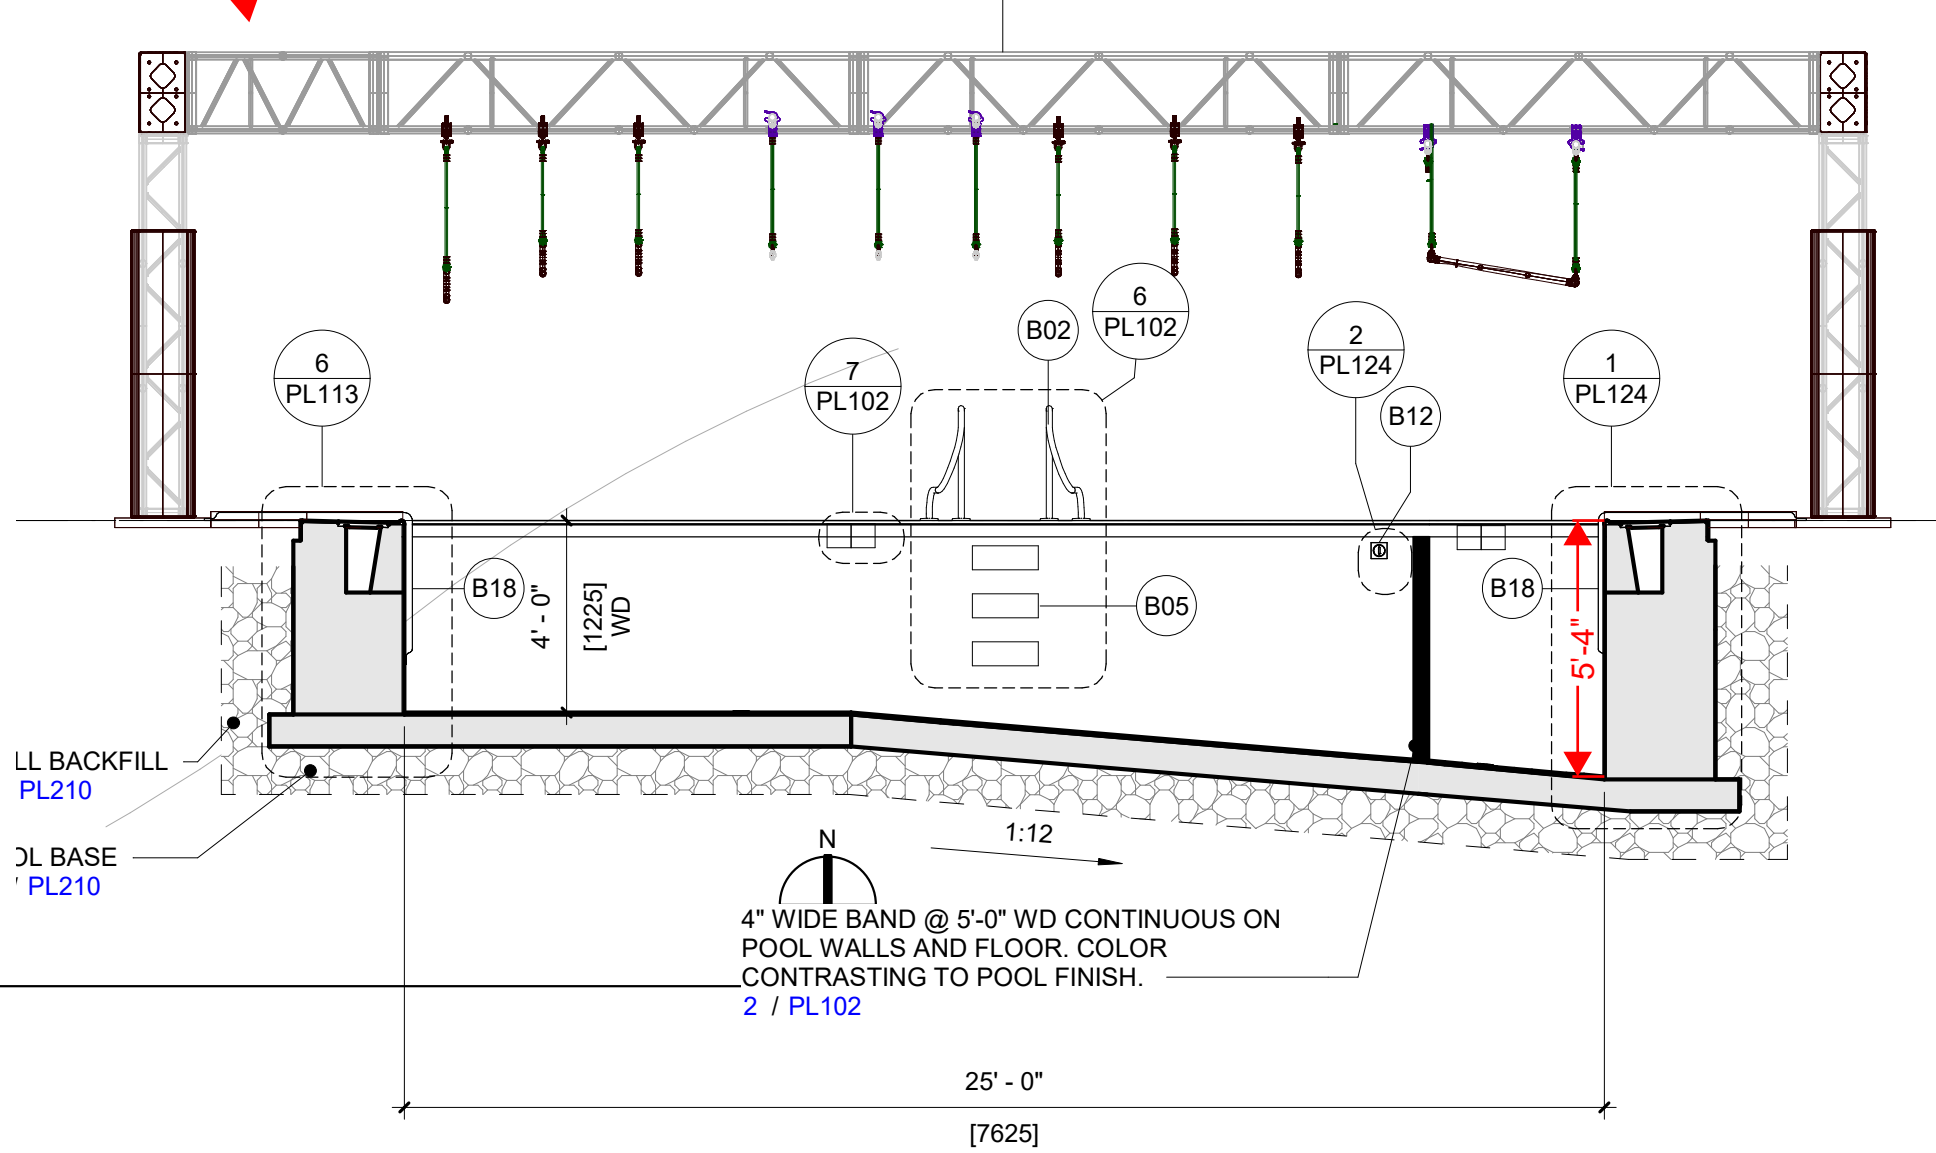 6
PL102
B02
2
PL124
6
PL113
7
PL102
1
PL124
B12
B18
4' - 0"
[1225]
WD
B05
B18
5'-4"
LL BACKFILL
PL210
OL BASE
/ PL210
1:12
N
4" WIDE BAND @ 5'-0" WD CONTINUOUS ON
POOL WALLS AND FLOOR. COLOR
CONTRASTING TO POOL FINISH.
2 / PL102
25' - 0"
[7625]